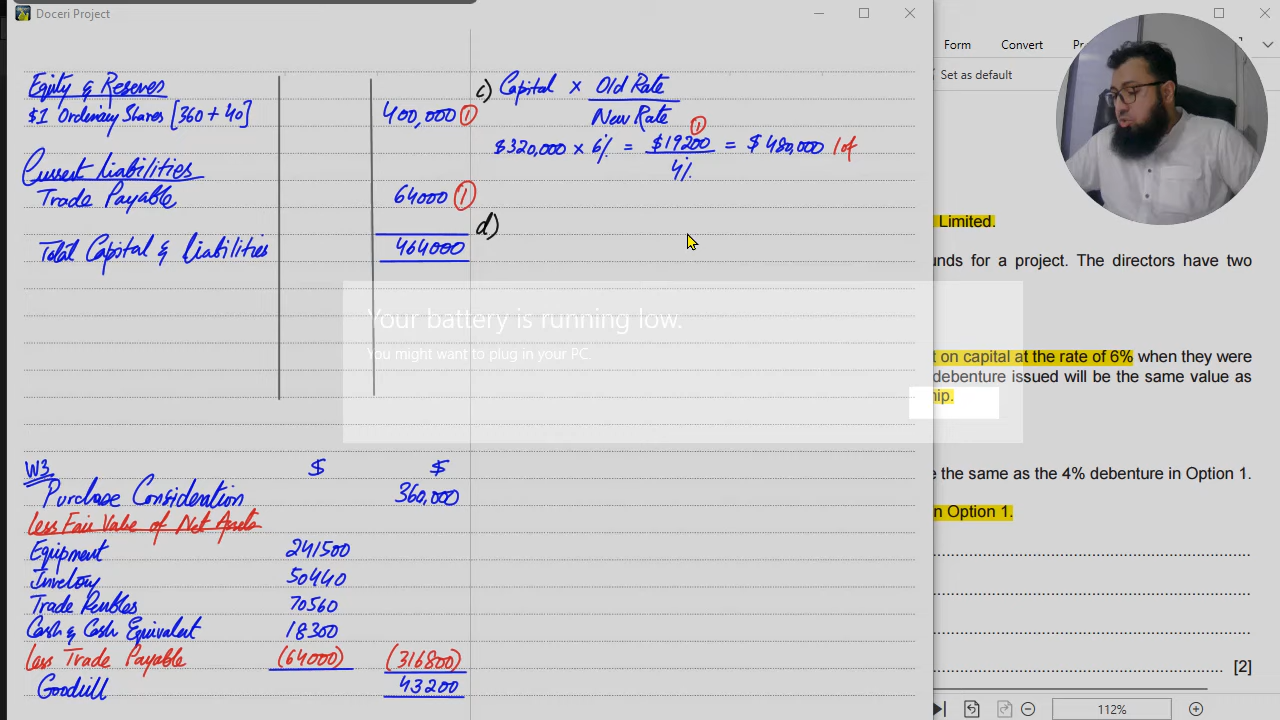 Doceri Project
Equity & Reserves
$1 Ordinary Shares [360 + 40]
400,000 ①
Current Liabilities
Trade Payable
64000 ①
Total Capital & Liabilities
464000
c) Capital × Old Rate
New Rate
①
$320,000 × 6% = $19200 = $480,000 1of
4%
d)
Your battery is running low.
You might want to plug in your PC.
W3
$ $
Purchase Consideration 360,000
less Fair Value of Net Assets
Equipment 241500
Inventory 50440
Trade 70560
Cash & Cash Equivalent 18300
less Trade Payable (64000) (316800)
Goodwill 43200
Form Convert
Set as default
Limited.
unds for a project. The directors have two
t on capital at the rate of 6% when they were
debenture issued will be the same value as
hip.
e the same as the 4% debenture in Option 1.
n Option 1.
[2]
112%